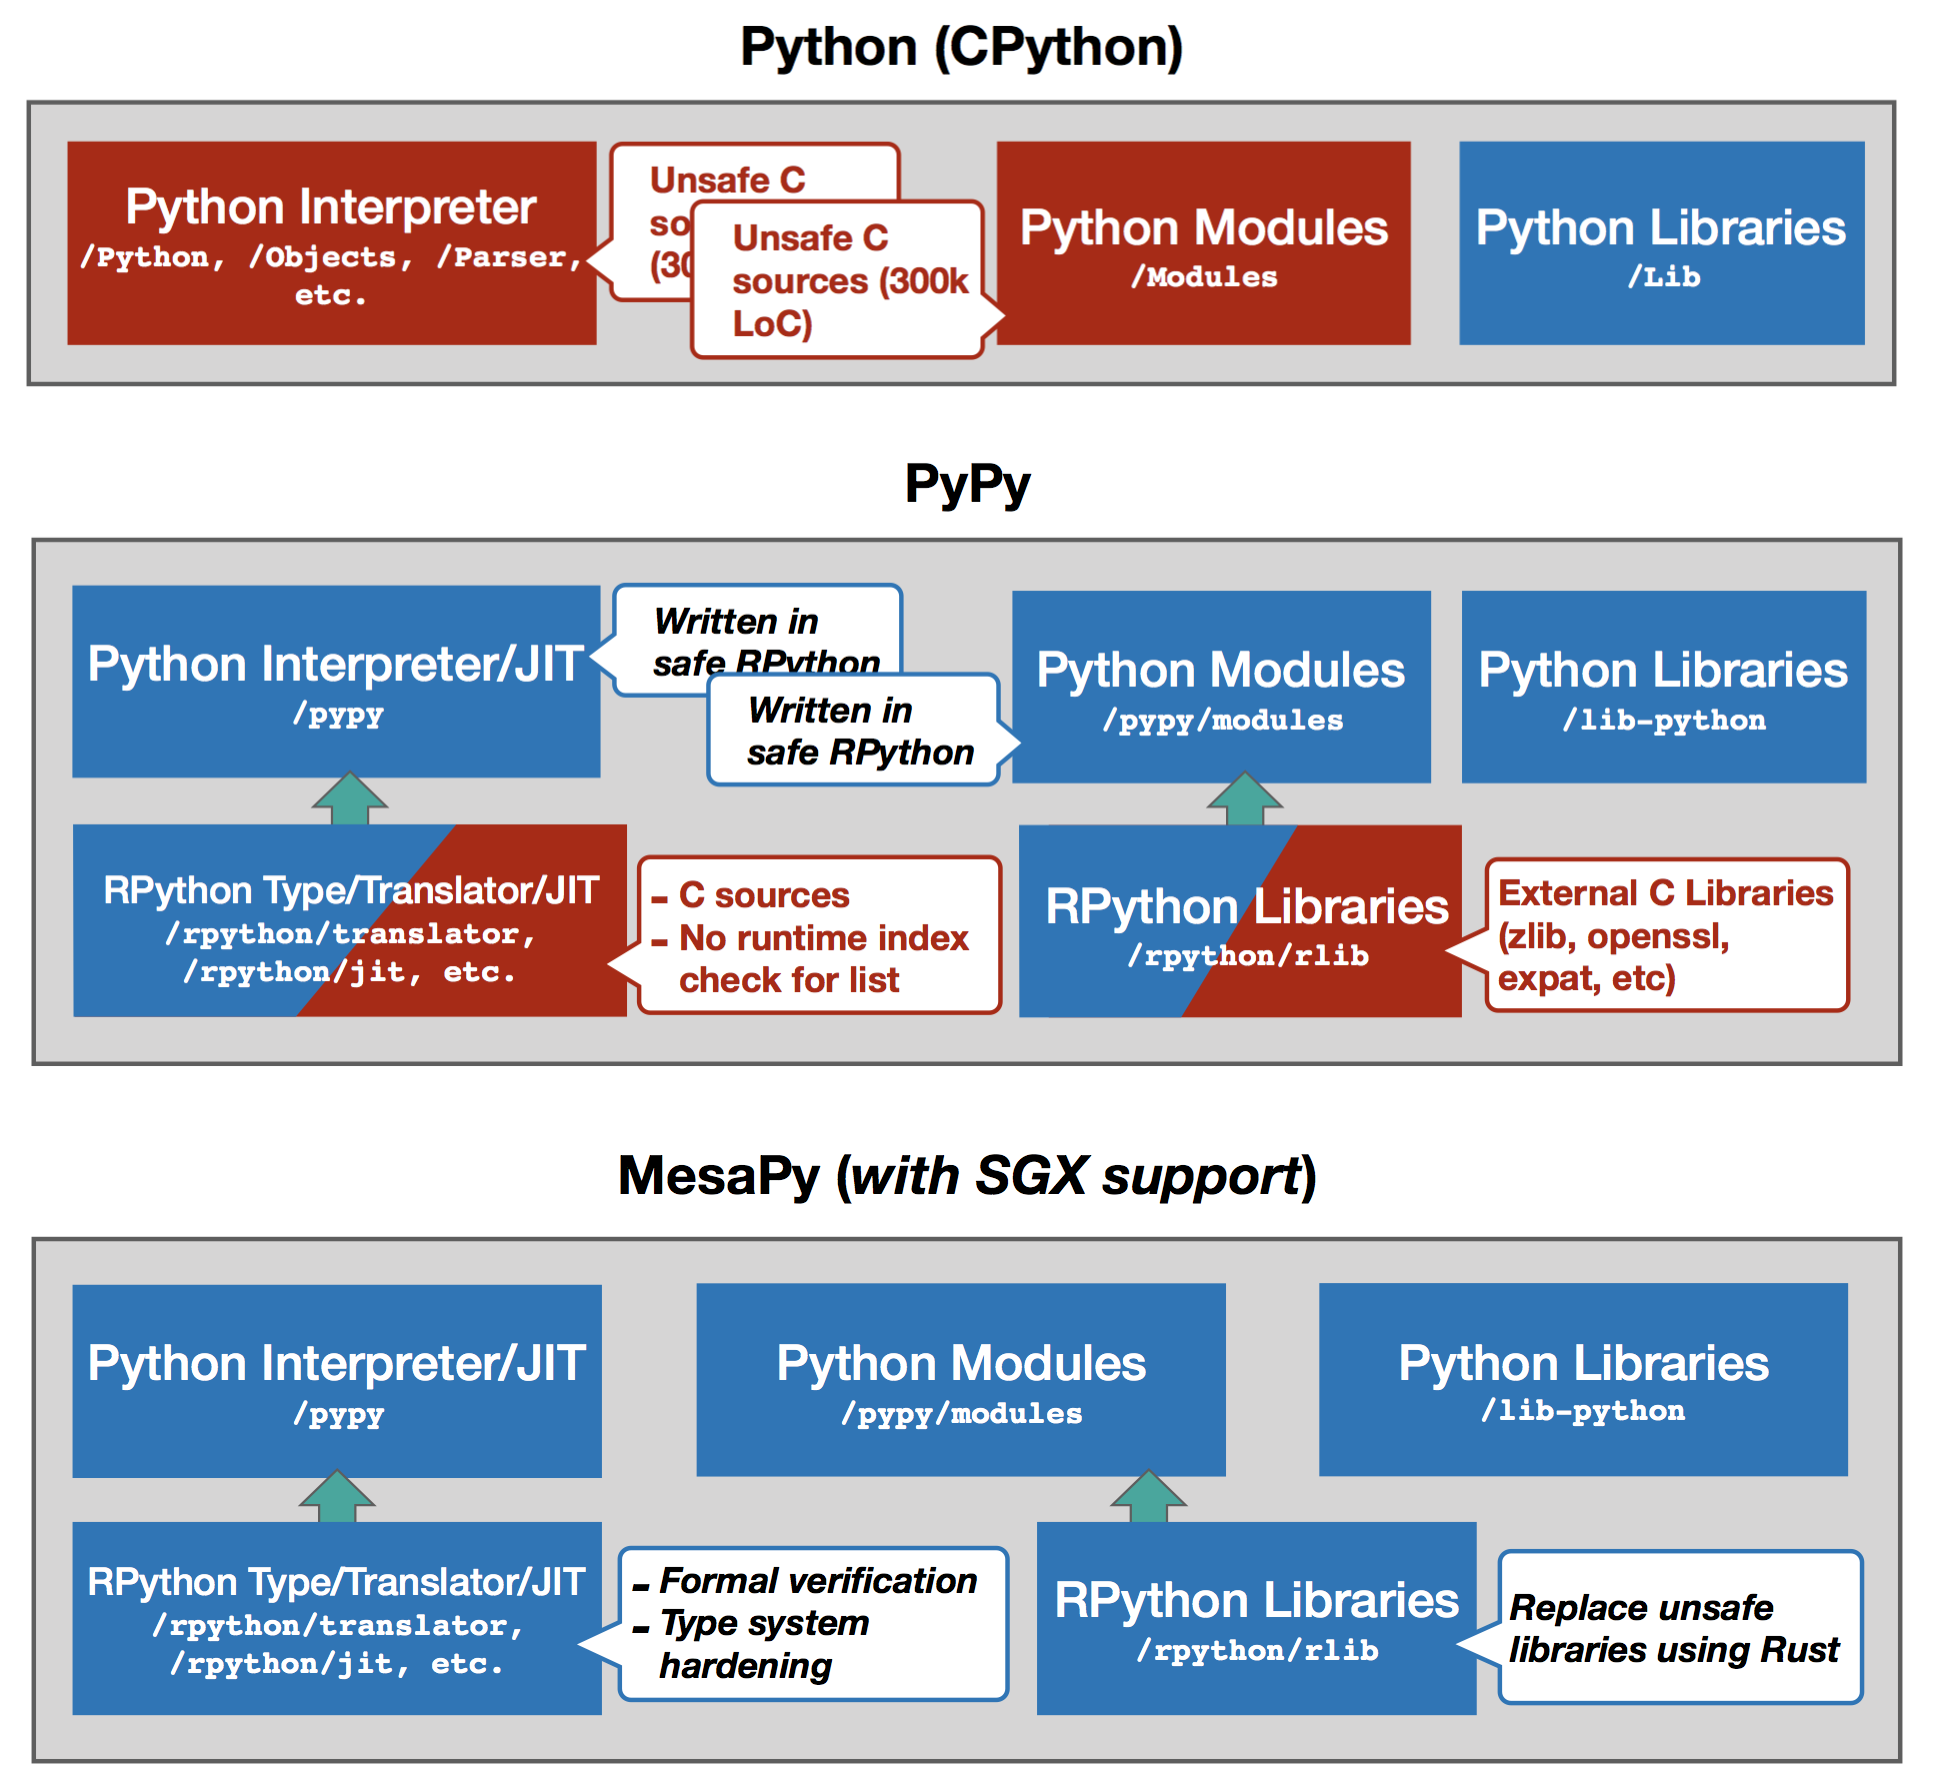 Python (CPython)
Python Interpreter
/Python, /Objects, /Parser,
etc.
Unsafe C
so
(30
Unsafe C
sources (300k
LoC)
Python Modules
/Modules
Python Libraries
/Lib
PyPy
Python Interpreter/JIT
/pypy
Written in
safe RPython
Written in
safe RPython
Python Modules
/pypy/modules
Python Libraries
/lib-python
RPython Type/Translator/JIT
/rpython/translator,
/rpython/jit, etc.
- C sources
- No runtime index
check for list
RPython Libraries
/rpython/rlib
External C Libraries
(zlib, openssl,
expat, etc)
MesaPy (with SGX support)
Python Interpreter/JIT
/pypy
Python Modules
/pypy/modules
Python Libraries
/lib-python
RPython Type/Translator/JIT
/rpython/translator,
/rpython/jit, etc.
- Formal verification
- Type system
hardening
RPython Libraries
/rpython/rlib
Replace unsafe
libraries using Rust